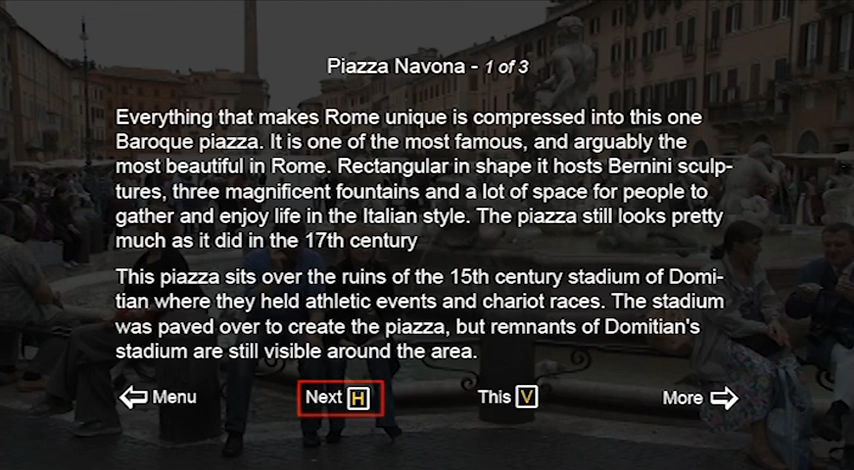 Piazza Navona - 1 of 3
Everything that makes Rome unique is compressed into this one
Baroque piazza. It is one of the most famous, and arguably the
most beautiful in Rome. Rectangular in shape it hosts Bernini sculp-
tures, three magnificent fountains and a lot of space for people to
gather and enjoy life in the Italian style. The piazza still looks pretty
much as it did in the 17th century
This piazza sits over the ruins of the 15th century stadium of Domi-
tian where they held athletic events and chariot races. The stadium
was paved over to create the piazza, but remnants of Domitian's
stadium are still visible around the area.
Menu Next H This V More